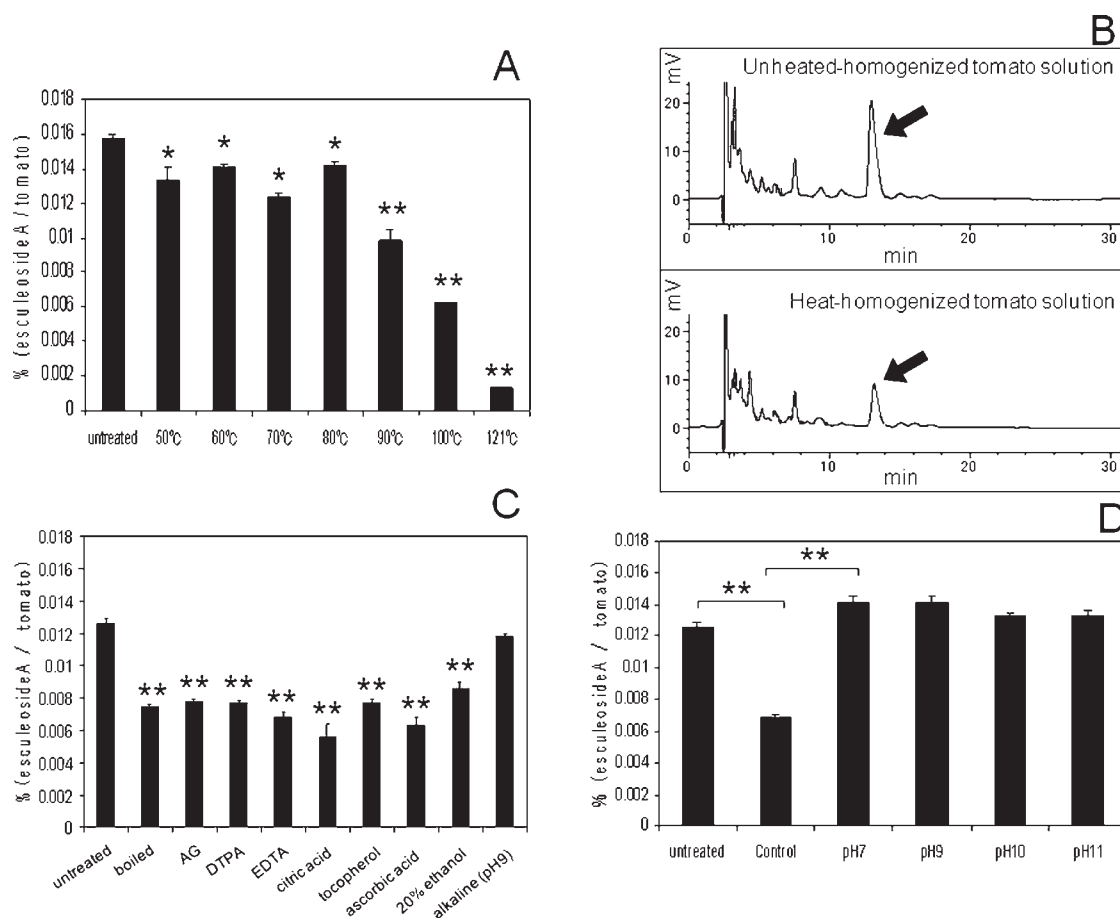 A
% (esculeoside A / tomato)
0.018
0.016
0.014
0.012
0.01
0.008
0.006
0.004
0.002
0
*
*
*
*
**
**
**
untreated 50℃ 60℃ 70℃ 80℃ 90℃ 100℃ 121℃
B
Unheated-homogenized tomato solution
mV
20
10
0
0 10 20 30
min
Heat-homogenized tomato solution
mV
20
10
0
0 10 20 30
min
C
% (esculeoside A / tomato)
0.018
0.016
0.014
0.012
0.01
0.008
0.006
0.004
0.002
0
** ** ** ** ** ** ** **
untreated boiled AG DTPA EDTA citric acid tocopherol ascorbic acid 20% ethanol alkaline (pH9)
D
% (esculeoside A / tomato)
0.018
0.016
0.014
0.012
0.01
0.008
0.006
0.004
0.002
0
**
**
untreated Control pH7 pH9 pH10 pH11